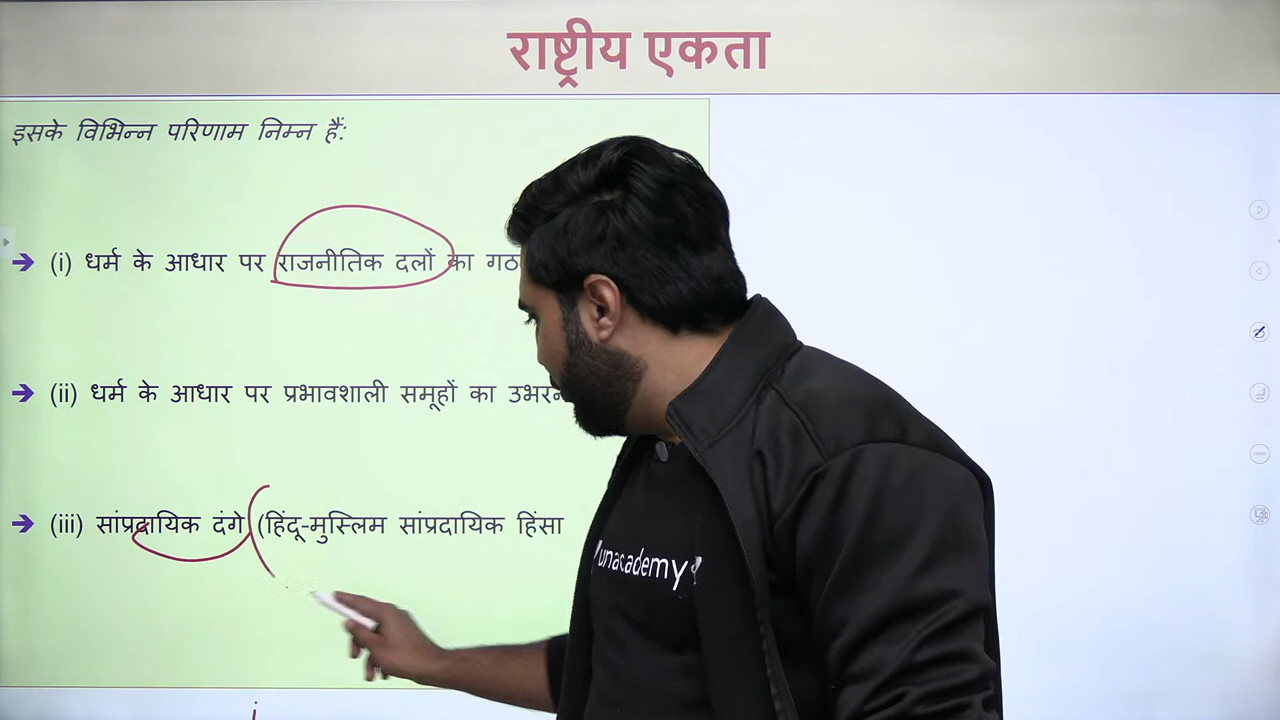 राष्ट्रीय एकता
इसके विभिन्न परिणाम निम्न हैं:
(i) धर्म के आधार पर राजनीतिक दलों का
(ii) धर्म के आधार पर प्रभावशाली समूहों का
(iii) सांप्रदायिक दंगे (हिंदू-मुस्लिम सांप्रदायिक हिंसा
unacademy